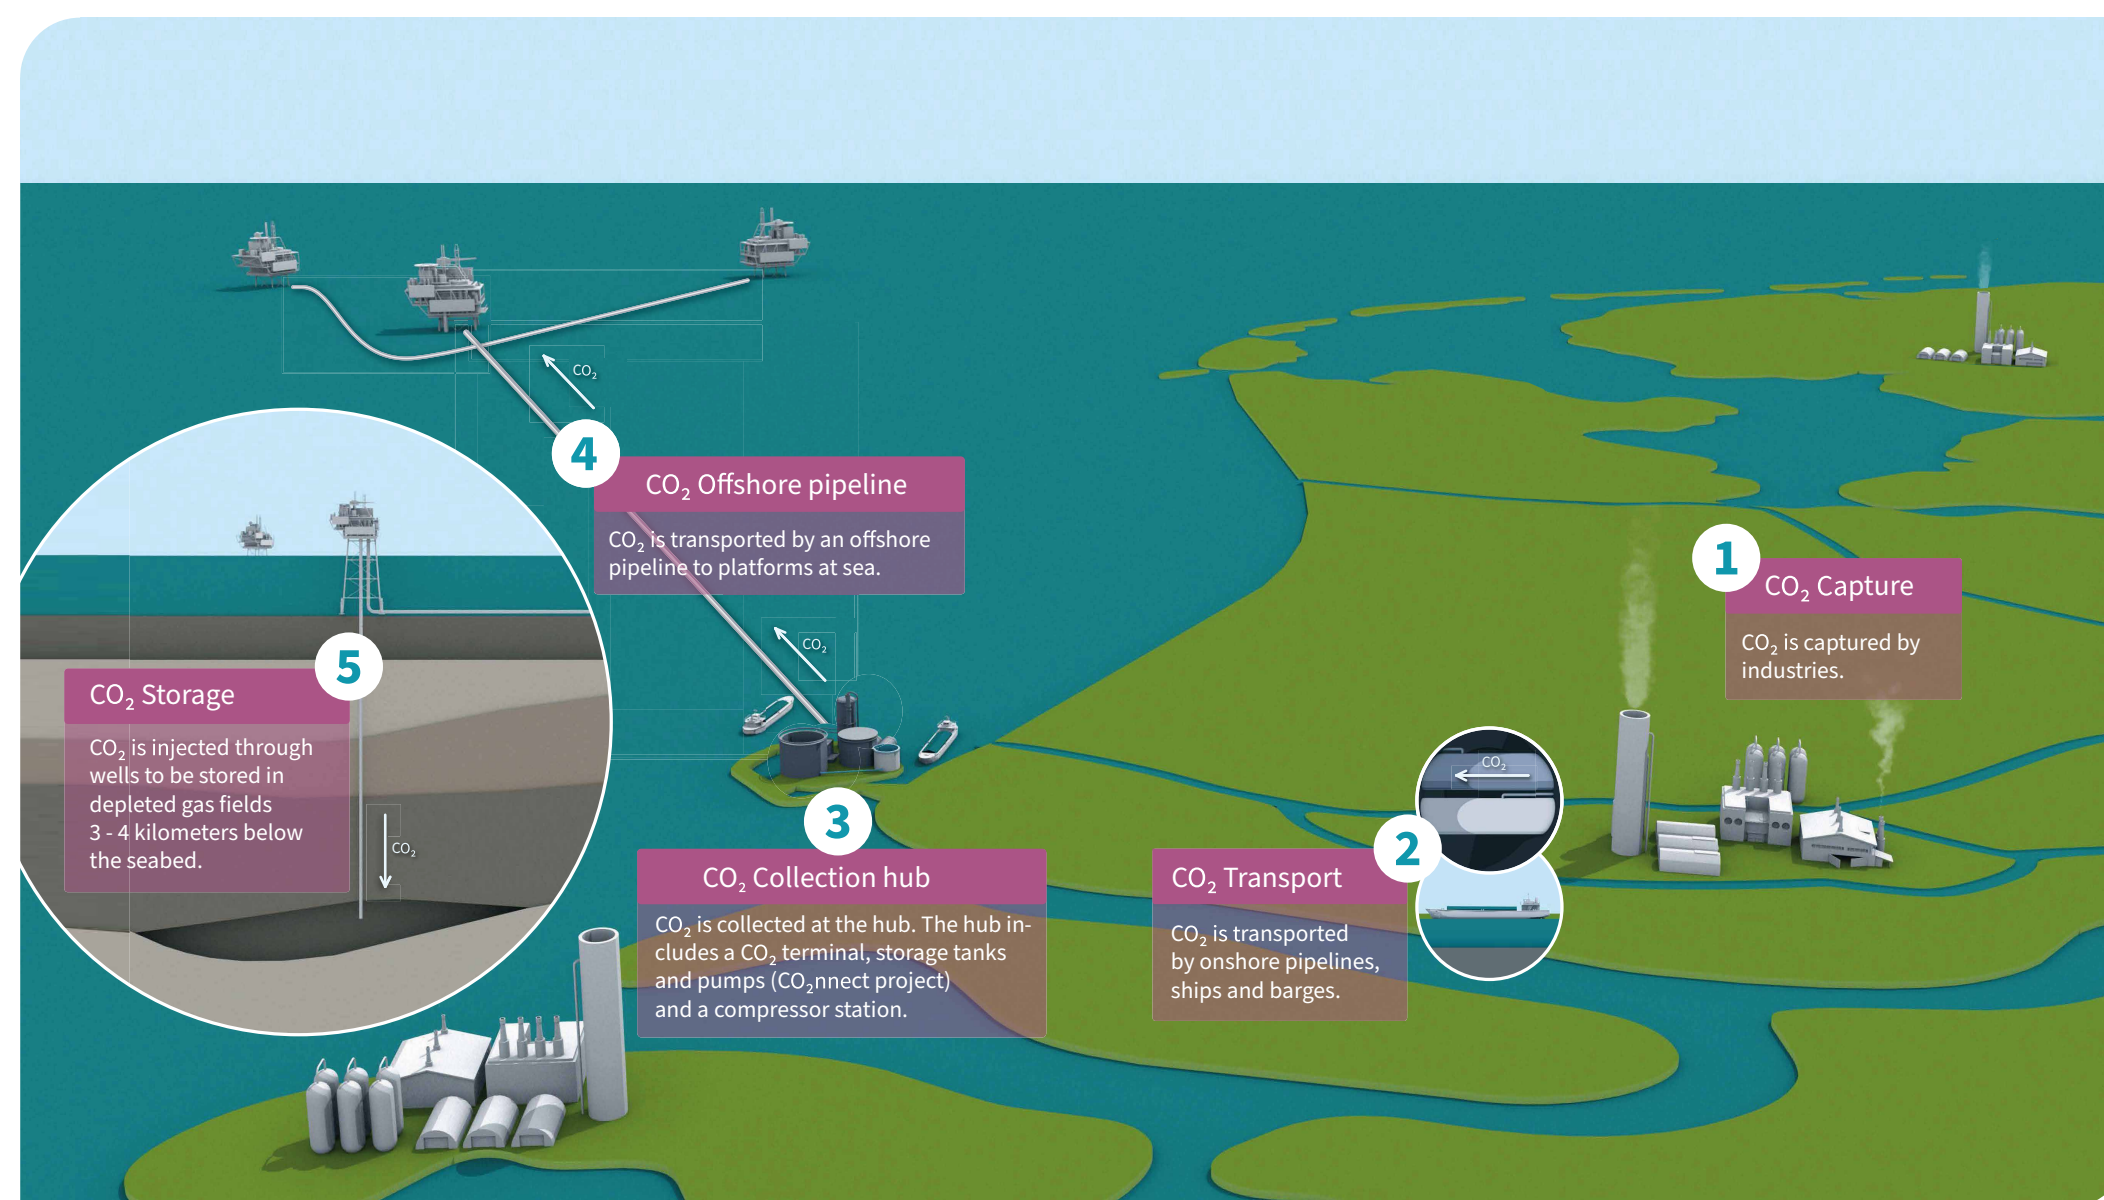 1
CO₂ Capture
CO₂ is captured by
industries.
2
CO₂ Transport
CO₂ is transported
by onshore pipelines,
ships and barges.
CO₂
3
CO₂ Collection hub
CO₂ is collected at the hub. The hub in-
cludes a CO₂ terminal, storage tanks
and pumps (CO₂nnect project)
and a compressor station.
CO₂
4
CO₂ Offshore pipeline
CO₂ is transported by an offshore
pipeline to platforms at sea.
CO₂
5
CO₂ Storage
CO₂ is injected through
wells to be stored in
depleted gas fields
3 - 4 kilometers below
the seabed.
CO₂